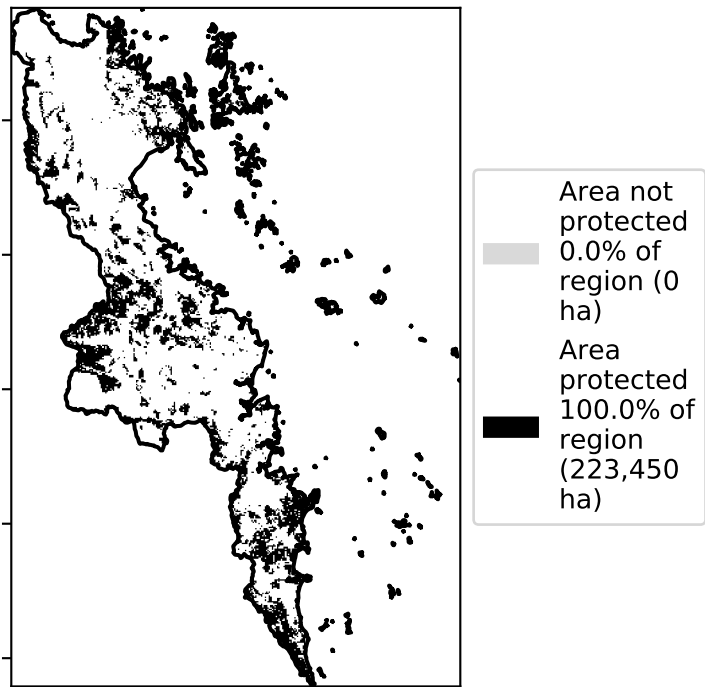 Area not
protected
0.0% of
region (0
ha)
Area
protected
100.0% of
region
(223,450
ha)